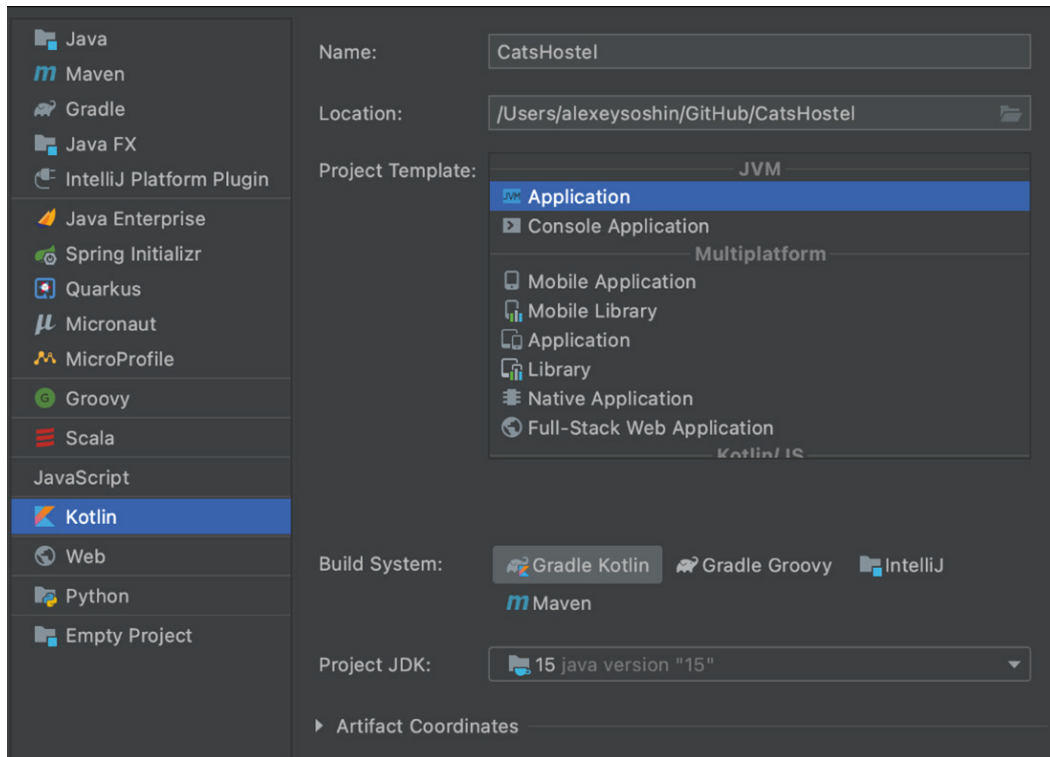 Java
Maven
Gradle
Java FX
IntelliJ Platform Plugin
Java Enterprise
Spring Initializr
Quarkus
Micronaut
MicroProfile
Groovy
Scala
JavaScript
Kotlin
Web
Python
Empty Project
Name: CatsHostel
Location: /Users/alexeysoshin/GitHub/CatsHostel
Project Template:
JVM
Application
Console Application
Multiplatform
Mobile Application
Mobile Library
Application
Library
Native Application
Full-Stack Web Application
Kotlin/JS
Build System: Gradle Kotlin Gradle Groovy IntelliJ
Maven
Project JDK: 15 java version "15"
Artifact Coordinates